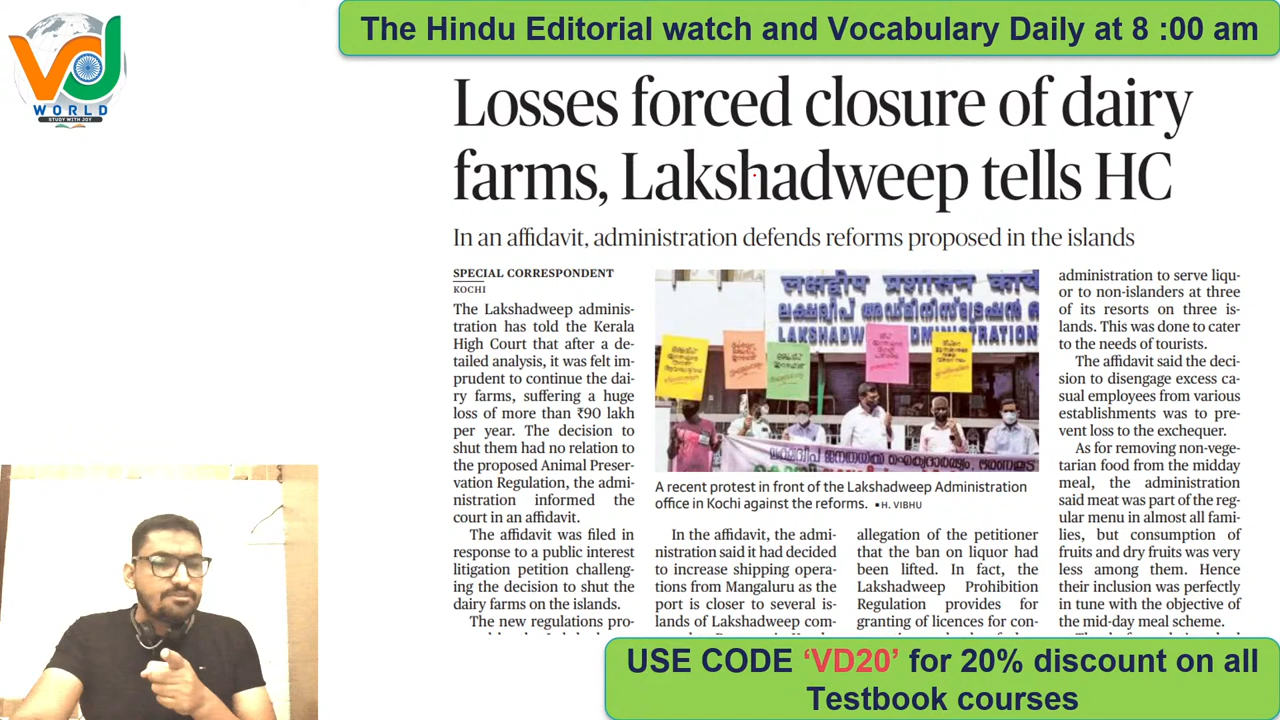 The Hindu Editorial watch and Vocabulary Daily at 8 :00 am
VD
WORLD
STUDY WITH JOY
Losses forced closure of dairy
farms, Lakshadweep tells HC
In an affidavit, administration defends reforms proposed in the islands
SPECIAL CORRESPONDENT
KOCHI
The Lakshadweep adminis-
tration has told the Kerala
High Court that after a de-
tailed analysis, it was felt im-
prudent to continue the dai-
ry farms, suffering a huge
loss of more than ₹90 lakh
per year. The decision to
shut them had no relation to
the proposed Animal Preser-
vation Regulation, the admi-
nistration informed the
court in an affidavit.
The affidavit was filed in
response to a public interest
litigation petition challeng-
ing the decision to shut the
dairy farms on the islands.
The new regulations pro-
लक्षद्वीप प्रशासन
ലക്ഷദ്വീപ് അഡ്മിനിസ്ട്രേഷൻ
LAKSHADW DMINISTRATION
A recent protest in front of the Lakshadweep Administration
office in Kochi against the reforms. ▪H. VIBHU
In the affidavit, the admi-
nistration said it had decided
to increase shipping opera-
tions from Mangaluru as the
port is closer to several is-
lands of Lakshadweep com-
allegation of the petitioner
that the ban on liquor had
been lifted. In fact, the
Lakshadweep Prohibition
Regulation provides for
granting of licences for con-
administration to serve liqu-
or to non-islanders at three
of its resorts on three is-
lands. This was done to cater
to the needs of tourists.
The affidavit said the deci-
sion to disengage excess ca-
sual employees from various
establishments was to pre-
vent loss to the exchequer.
As for removing non-vege-
tarian food from the midday
meal, the administration
said meat was part of the reg-
ular menu in almost all fami-
lies, but consumption of
fruits and dry fruits was very
less among them. Hence
their inclusion was perfectly
in tune with the objective of
the mid-day meal scheme.
USE CODE ‘VD20’ for 20% discount on all
Testbook courses